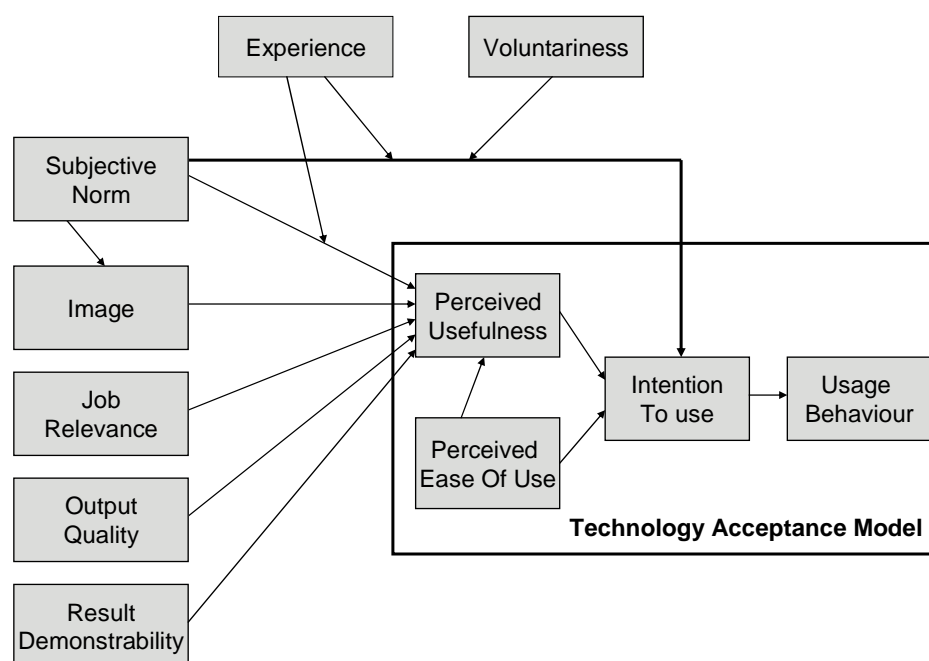 Experience
Voluntariness
Subjective
Norm
Image
Job
Relevance
Output
Quality
Result
Demonstrability
Perceived
Usefulness
Perceived
Ease Of Use
Intention
To use
Usage
Behaviour
Technology Acceptance Model